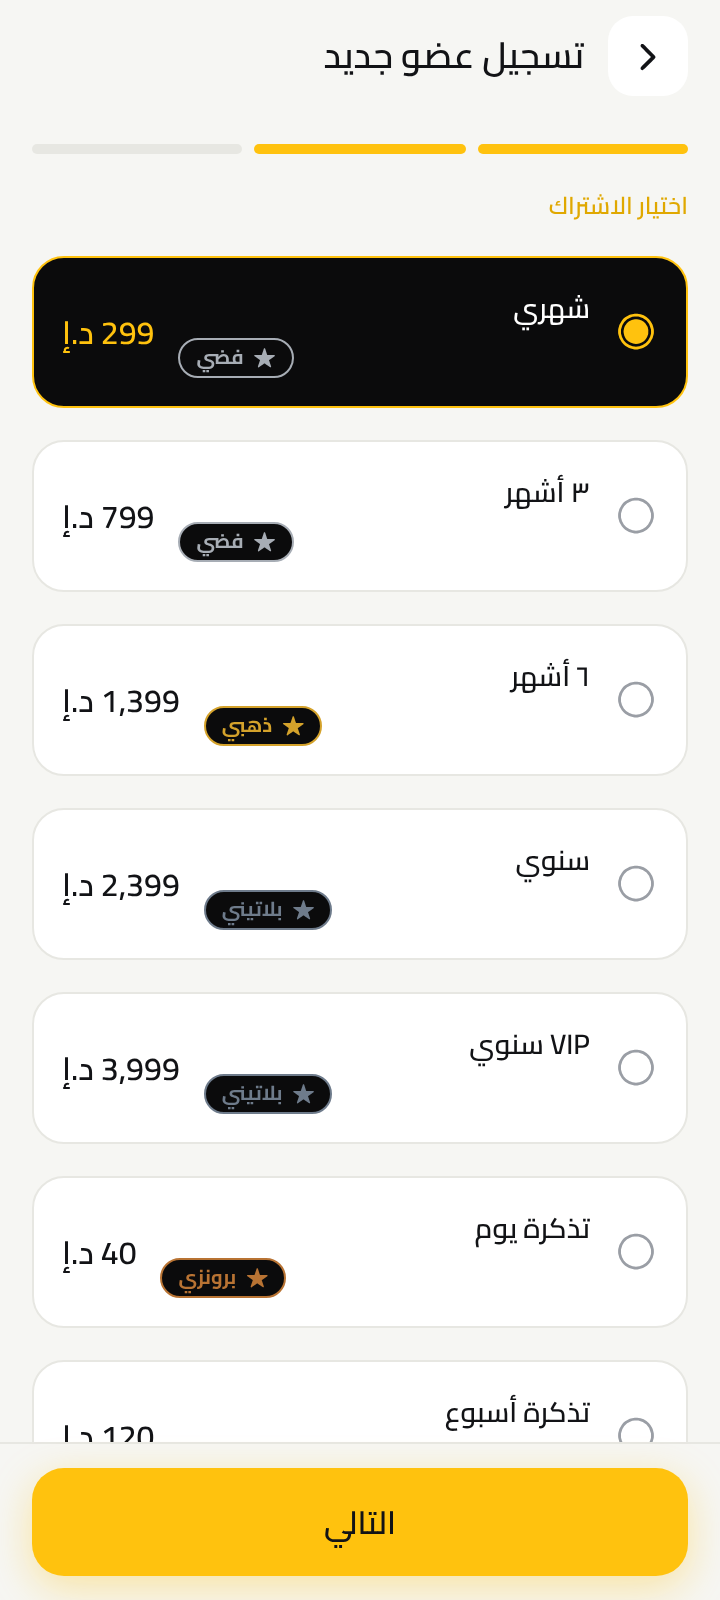 تسجيل عضو جديد
اختيار الاشتراك
شهري
فضي
299 د.إ
٣ أشهر
فضي
799 د.إ
٦ أشهر
ذهبي
1,399 د.إ
سنوي
بلاتيني
2,399 د.إ
VIP سنوي
بلاتيني
3,999 د.إ
تذكرة يوم
برونزي
40 د.إ
تذكرة أسبوع
120 د.إ
التالي